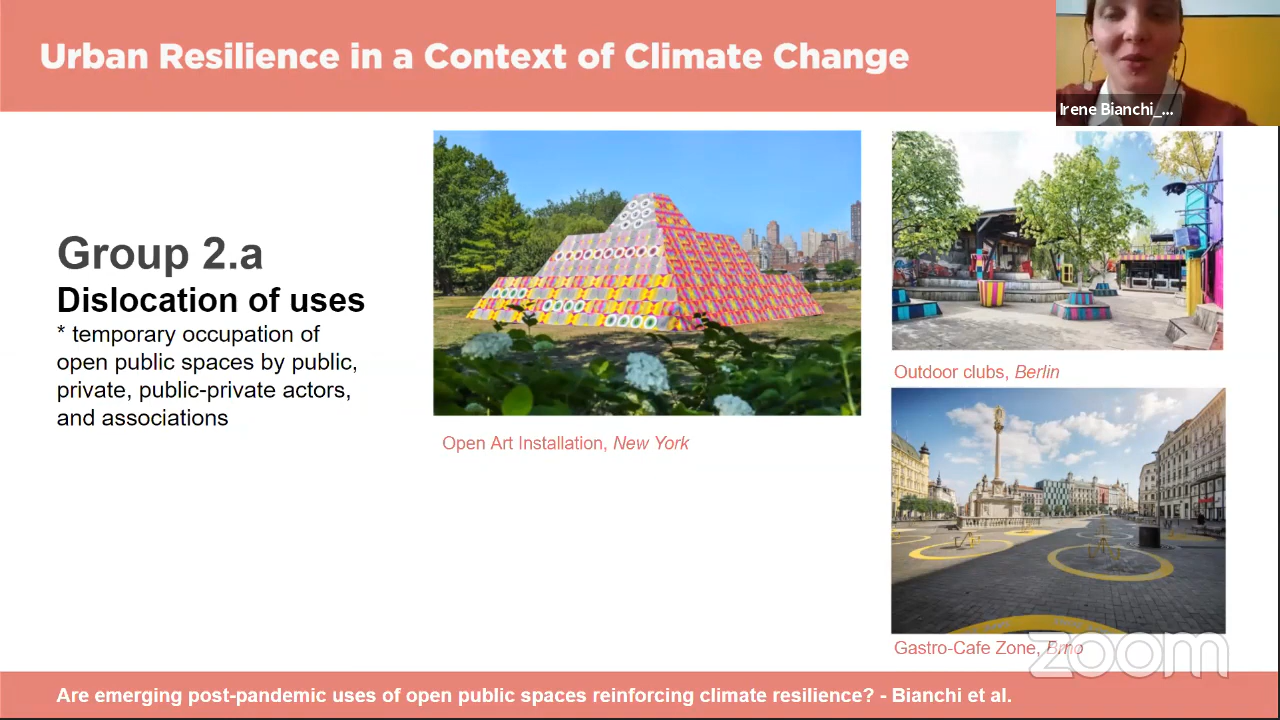 Urban Resilience in a Context of Climate Change
Irene Bianchi_...
Group 2.a
Dislocation of uses
* temporary occupation of
open public spaces by public,
private, public-private actors,
and associations
Open Art Installation, New York
Outdoor clubs, Berlin
Gastro-Cafe Zone, Brno
zoom
Are emerging post-pandemic uses of open public spaces reinforcing climate resilience? - Bianchi et al.